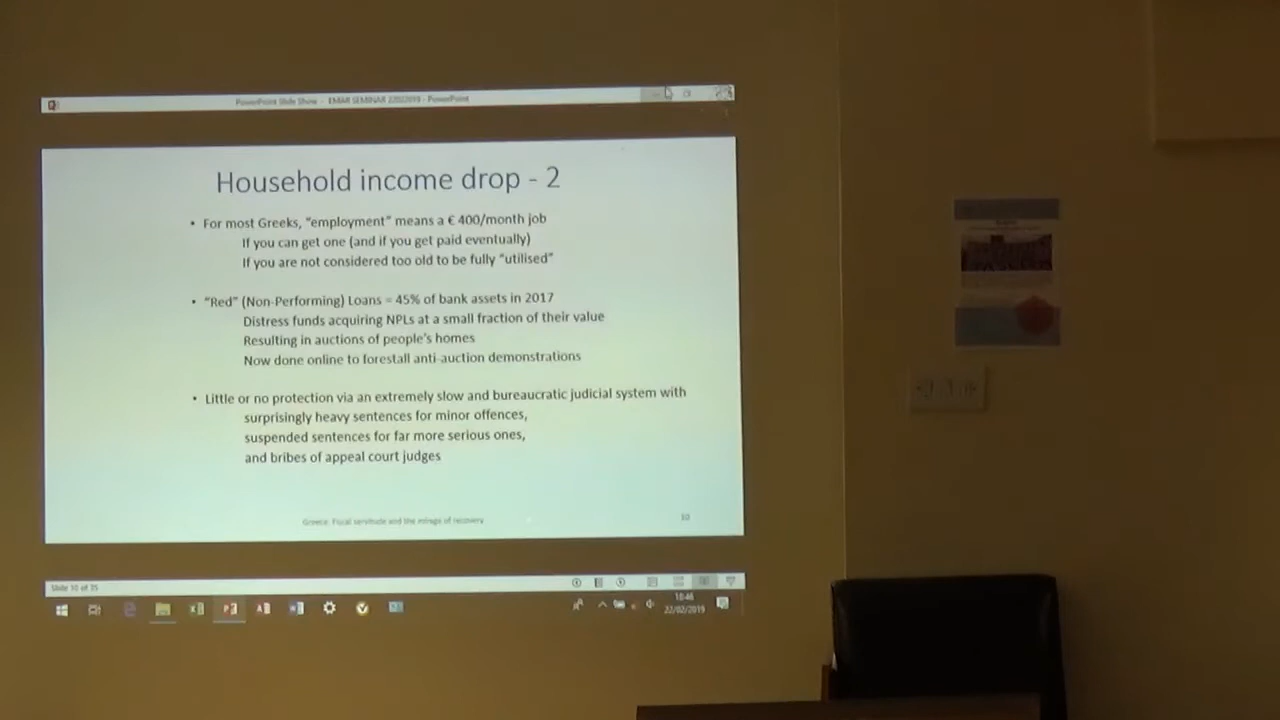 PowerPoint Slide Show - EMAR SEMINAR 22022019 - PowerPoint
Household income drop - 2
• For most Greeks, “employment” means a € 400/month job
If you can get one (and if you get paid eventually)
If you are not considered too old to be fully “utilised”
• “Red” (Non-Performing) Loans = 45% of bank assets in 2017
Distress funds acquiring NPLs at a small fraction of their value
Resulting in auctions of people's homes
Now done online to forestall anti-auction demonstrations
• Little or no protection via an extremely slow and bureaucratic judicial system with
surprisingly heavy sentences for minor offences,
suspended sentences for far more serious ones,
and bribes of appeal court judges
Greece: Fiscal servitude and the mirage of recovery
10
Slide 10 of 35
18:46
22/02/2019